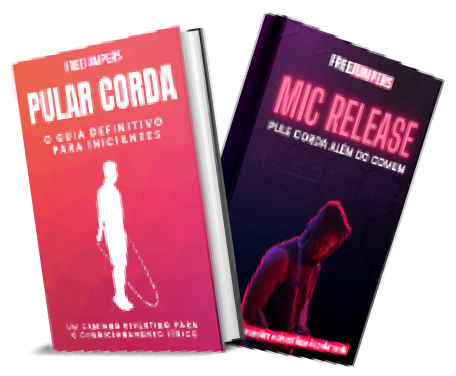 FREEJUMPERS
PULAR CORDA
O GUIA DEFINITIVO
PARA INICIENTES
UM CAMINHO DIVERTIDO PARA
O CONDICIONAMENTO FÍSICO
FREEJUMPERS
MIC RELEASE
PULE CORDA ALÉM DO COMUM